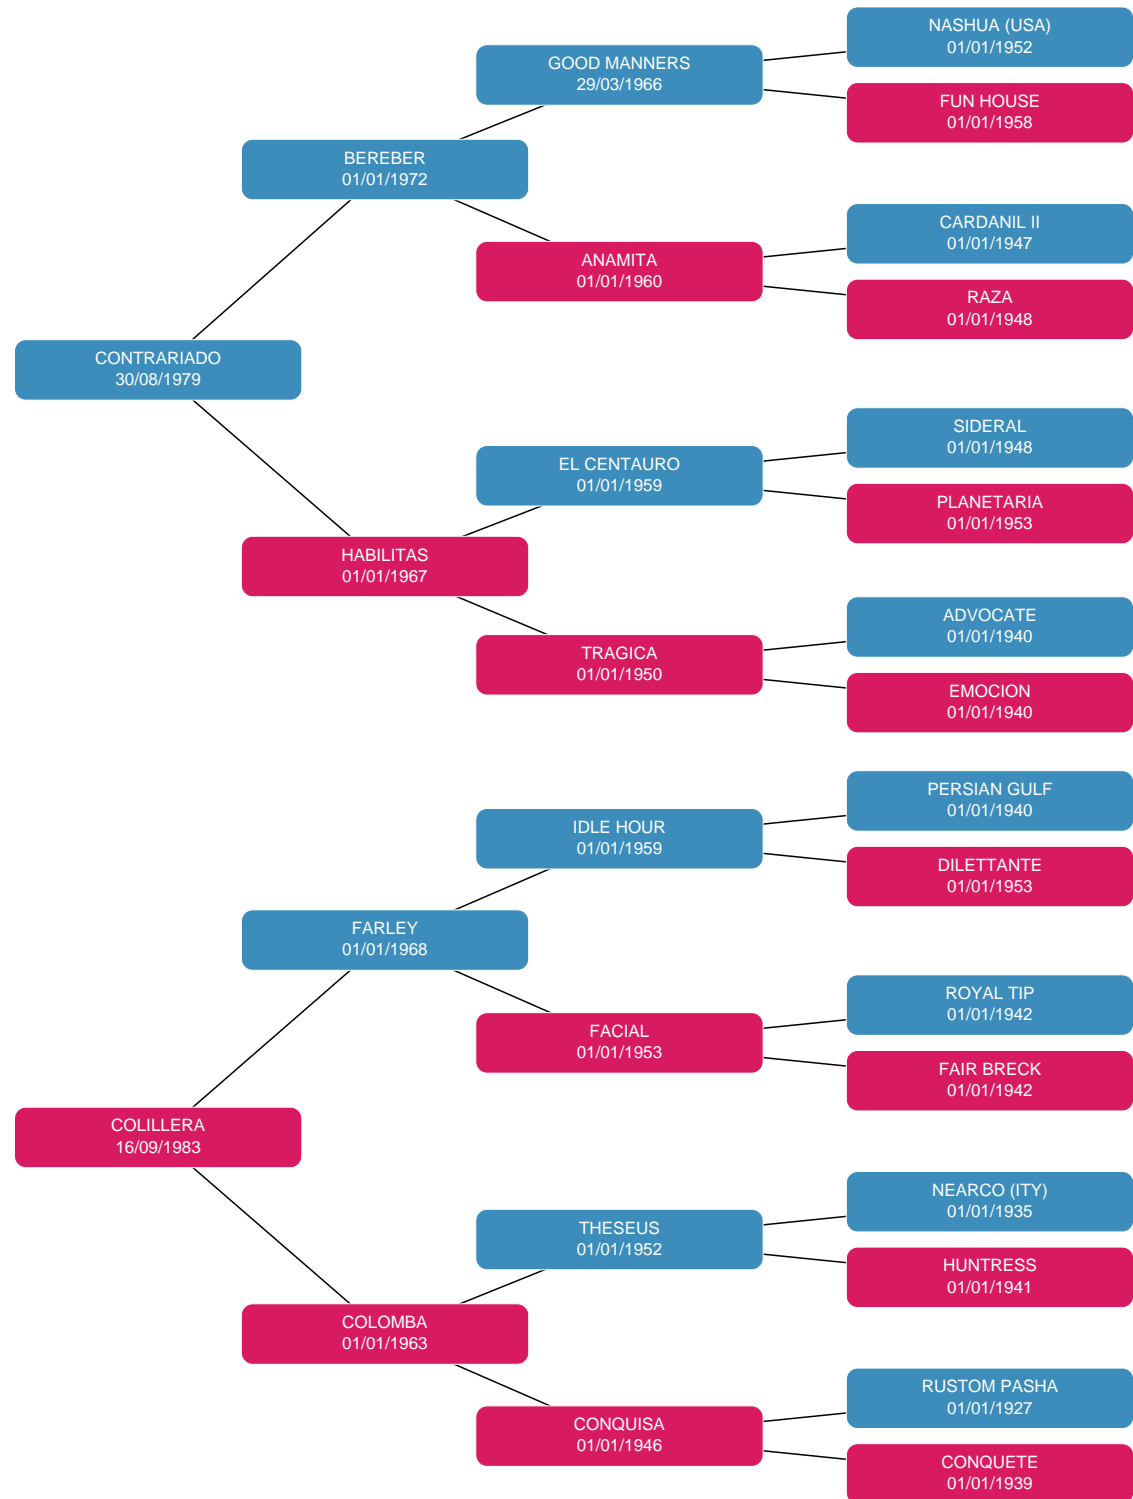 NASHUA (USA)
01/01/1952
GOOD MANNERS
29/03/1966
FUN HOUSE
01/01/1958
BEREBER
01/01/1972
CARDANIL II
01/01/1947
ANAMITA
01/01/1960
RAZA
01/01/1948
CONTRARIADO
30/08/1979
SIDERAL
01/01/1948
EL CENTAURO
01/01/1959
PLANETARIA
01/01/1953
HABILITAS
01/01/1967
ADVOCATE
01/01/1940
TRAGICA
01/01/1950
EMOCION
01/01/1940
PERSIAN GULF
01/01/1940
IDLE HOUR
01/01/1959
DILETTANTE
01/01/1953
FARLEY
01/01/1968
ROYAL TIP
01/01/1942
FACIAL
01/01/1953
FAIR BRECK
01/01/1942
COLILLERA
16/09/1983
NEARCO (ITY)
01/01/1935
THESEUS
01/01/1952
HUNTRESS
01/01/1941
COLOMBA
01/01/1963
RUSTOM PASHA
01/01/1927
CONQUISA
01/01/1946
CONQUETE
01/01/1939